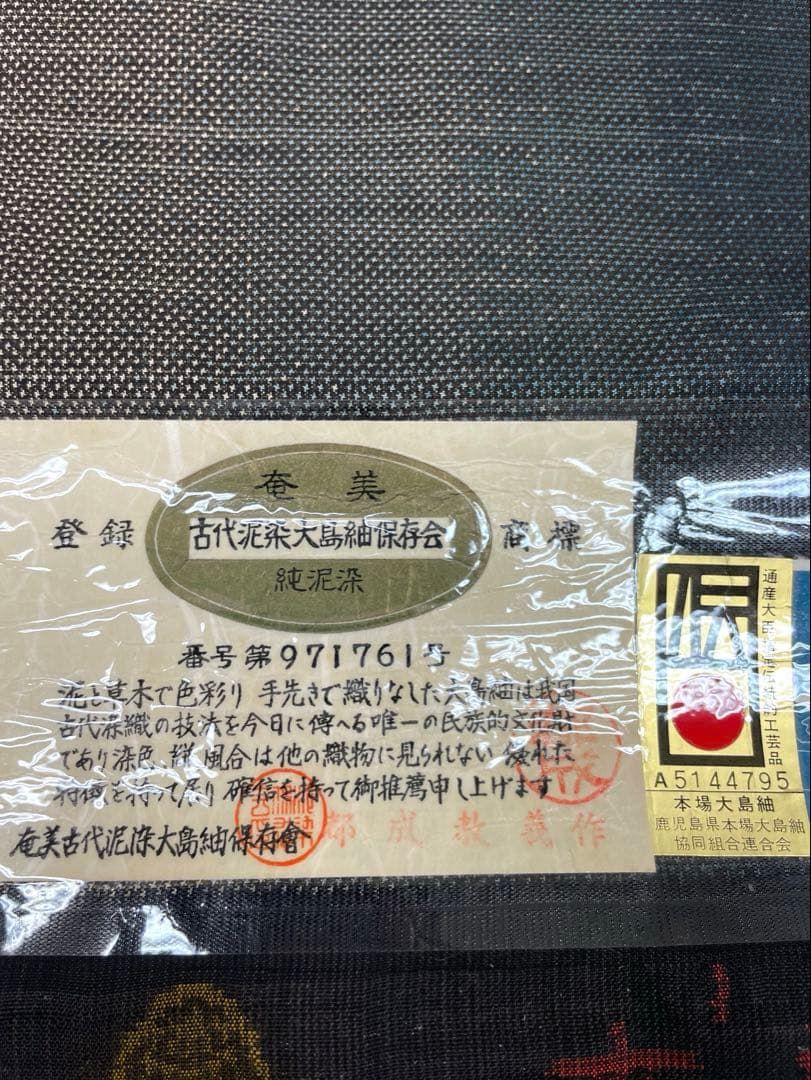 奄美
登録 古代泥染大島紬保存会 商標
純泥染
番号第971761号
泥と草木で色彩り 手先きで織りなした大島紬は我国
古代染織の技法を今日に傳へる唯一の民族的文化財
であり染色、絣、風合は他の織物に見られない 優れた
特徴を持って居り 確信を持って御推薦申し上げます
奄美古代泥染大島紬保存會
都成教義作
通産大臣指定伝統的工芸品
伝
A5144795
本場大島紬
鹿児島県本場大島紬
協同組合連合会